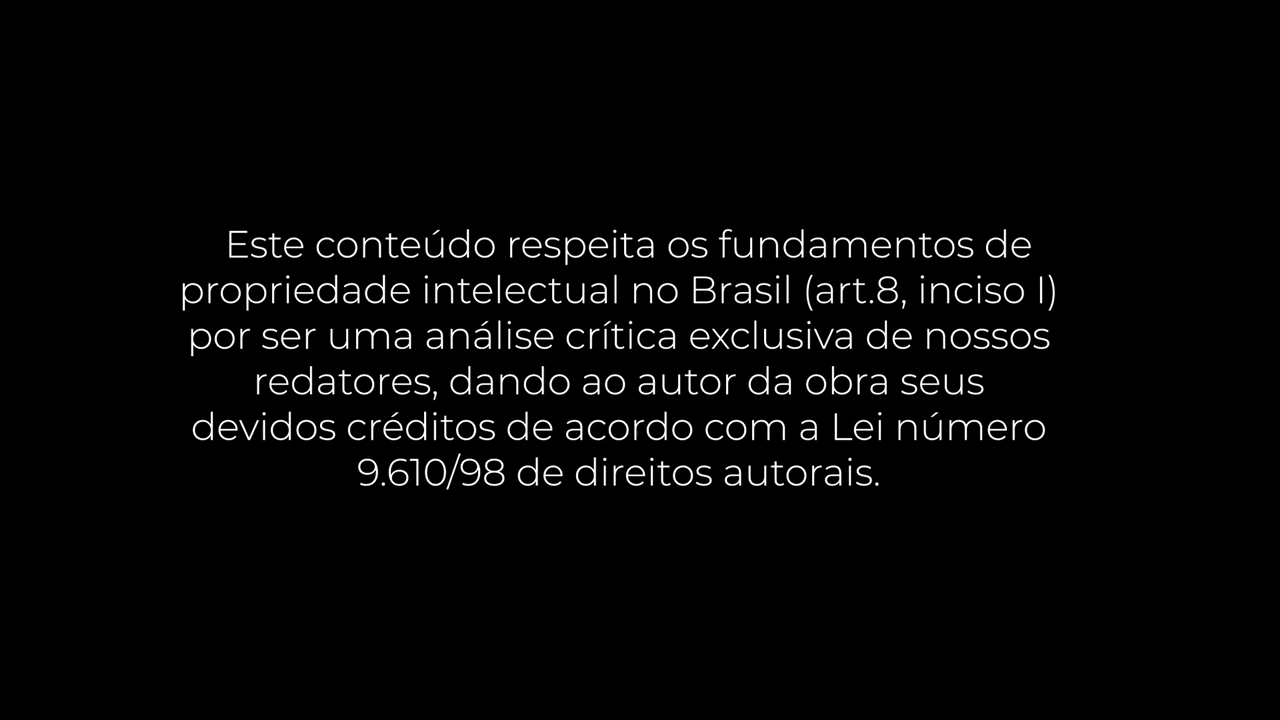 Este conteúdo respeita os fundamentos de
propriedade intelectual no Brasil (art.8, inciso I)
por ser uma análise crítica exclusiva de nossos
redatores, dando ao autor da obra seus
devidos créditos de acordo com a Lei número
9.610/98 de direitos autorais.